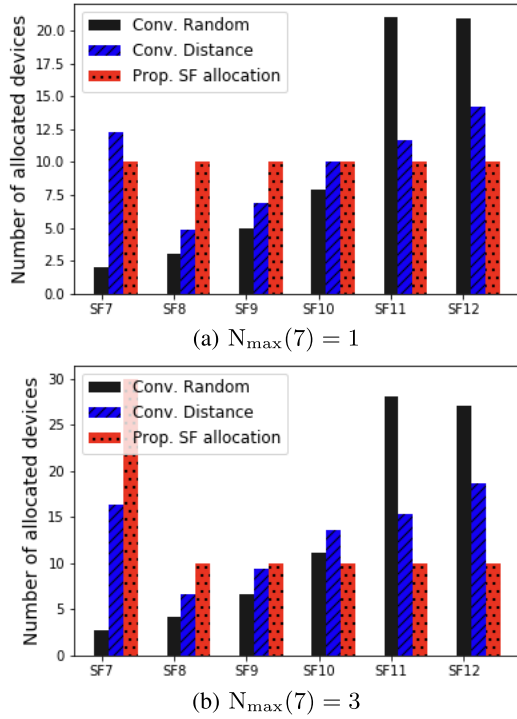 Number of allocated devices
20.0
17.5
15.0
12.5
10.0
7.5
5.0
2.5
0.0
Conv. Random
Conv. Distance
Prop. SF allocation
SF7 SF8 SF9 SF10 SF11 SF12
(a) N_max(7) = 1
Number of allocated devices
30
25
20
15
10
5
0
Conv. Random
Conv. Distance
Prop. SF allocation
SF7 SF8 SF9 SF10 SF11 SF12
(b) N_max(7) = 3